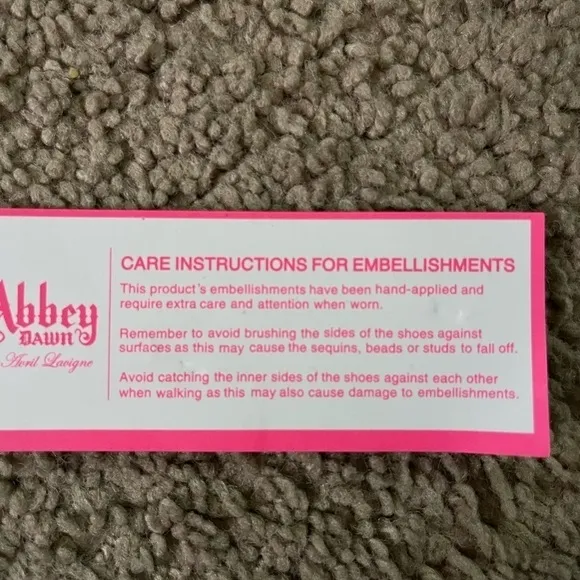 Abbey
DAWN
Avril Lavigne
CARE INSTRUCTIONS FOR EMBELLISHMENTS
This product's embellishments have been hand-applied and
require extra care and attention when worn.
Remember to avoid brushing the sides of the shoes against
surfaces as this may cause the sequins, beads or studs to fall off.
Avoid catching the inner sides of the shoes against each other
when walking as this may also cause damage to embellishments.